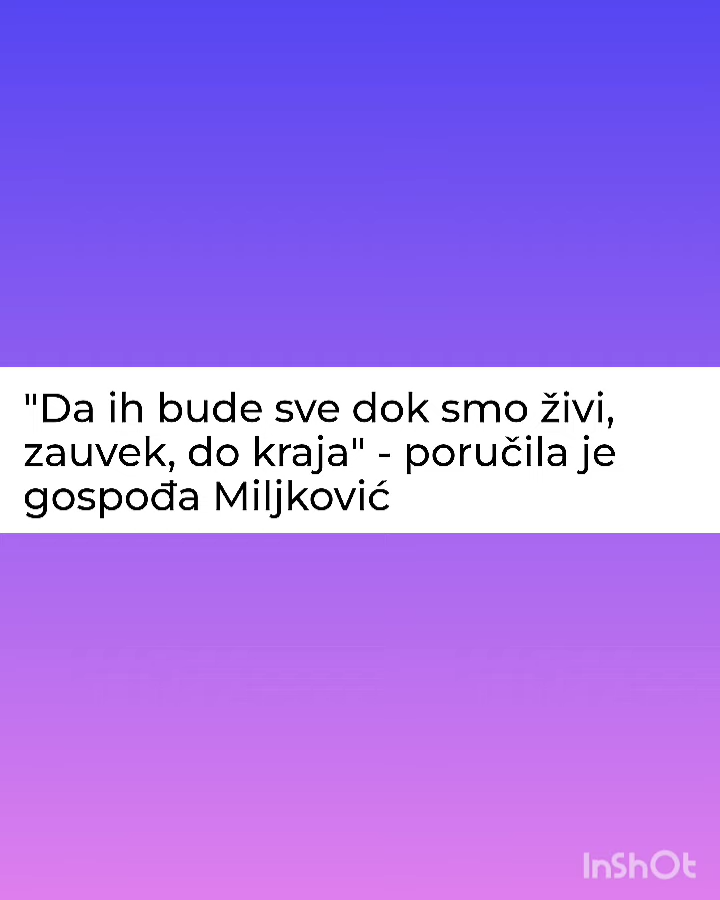 "Da ih bude sve dok smo živi,
zauvek, do kraja" - poručila je
gospođa Miljković
InShOt